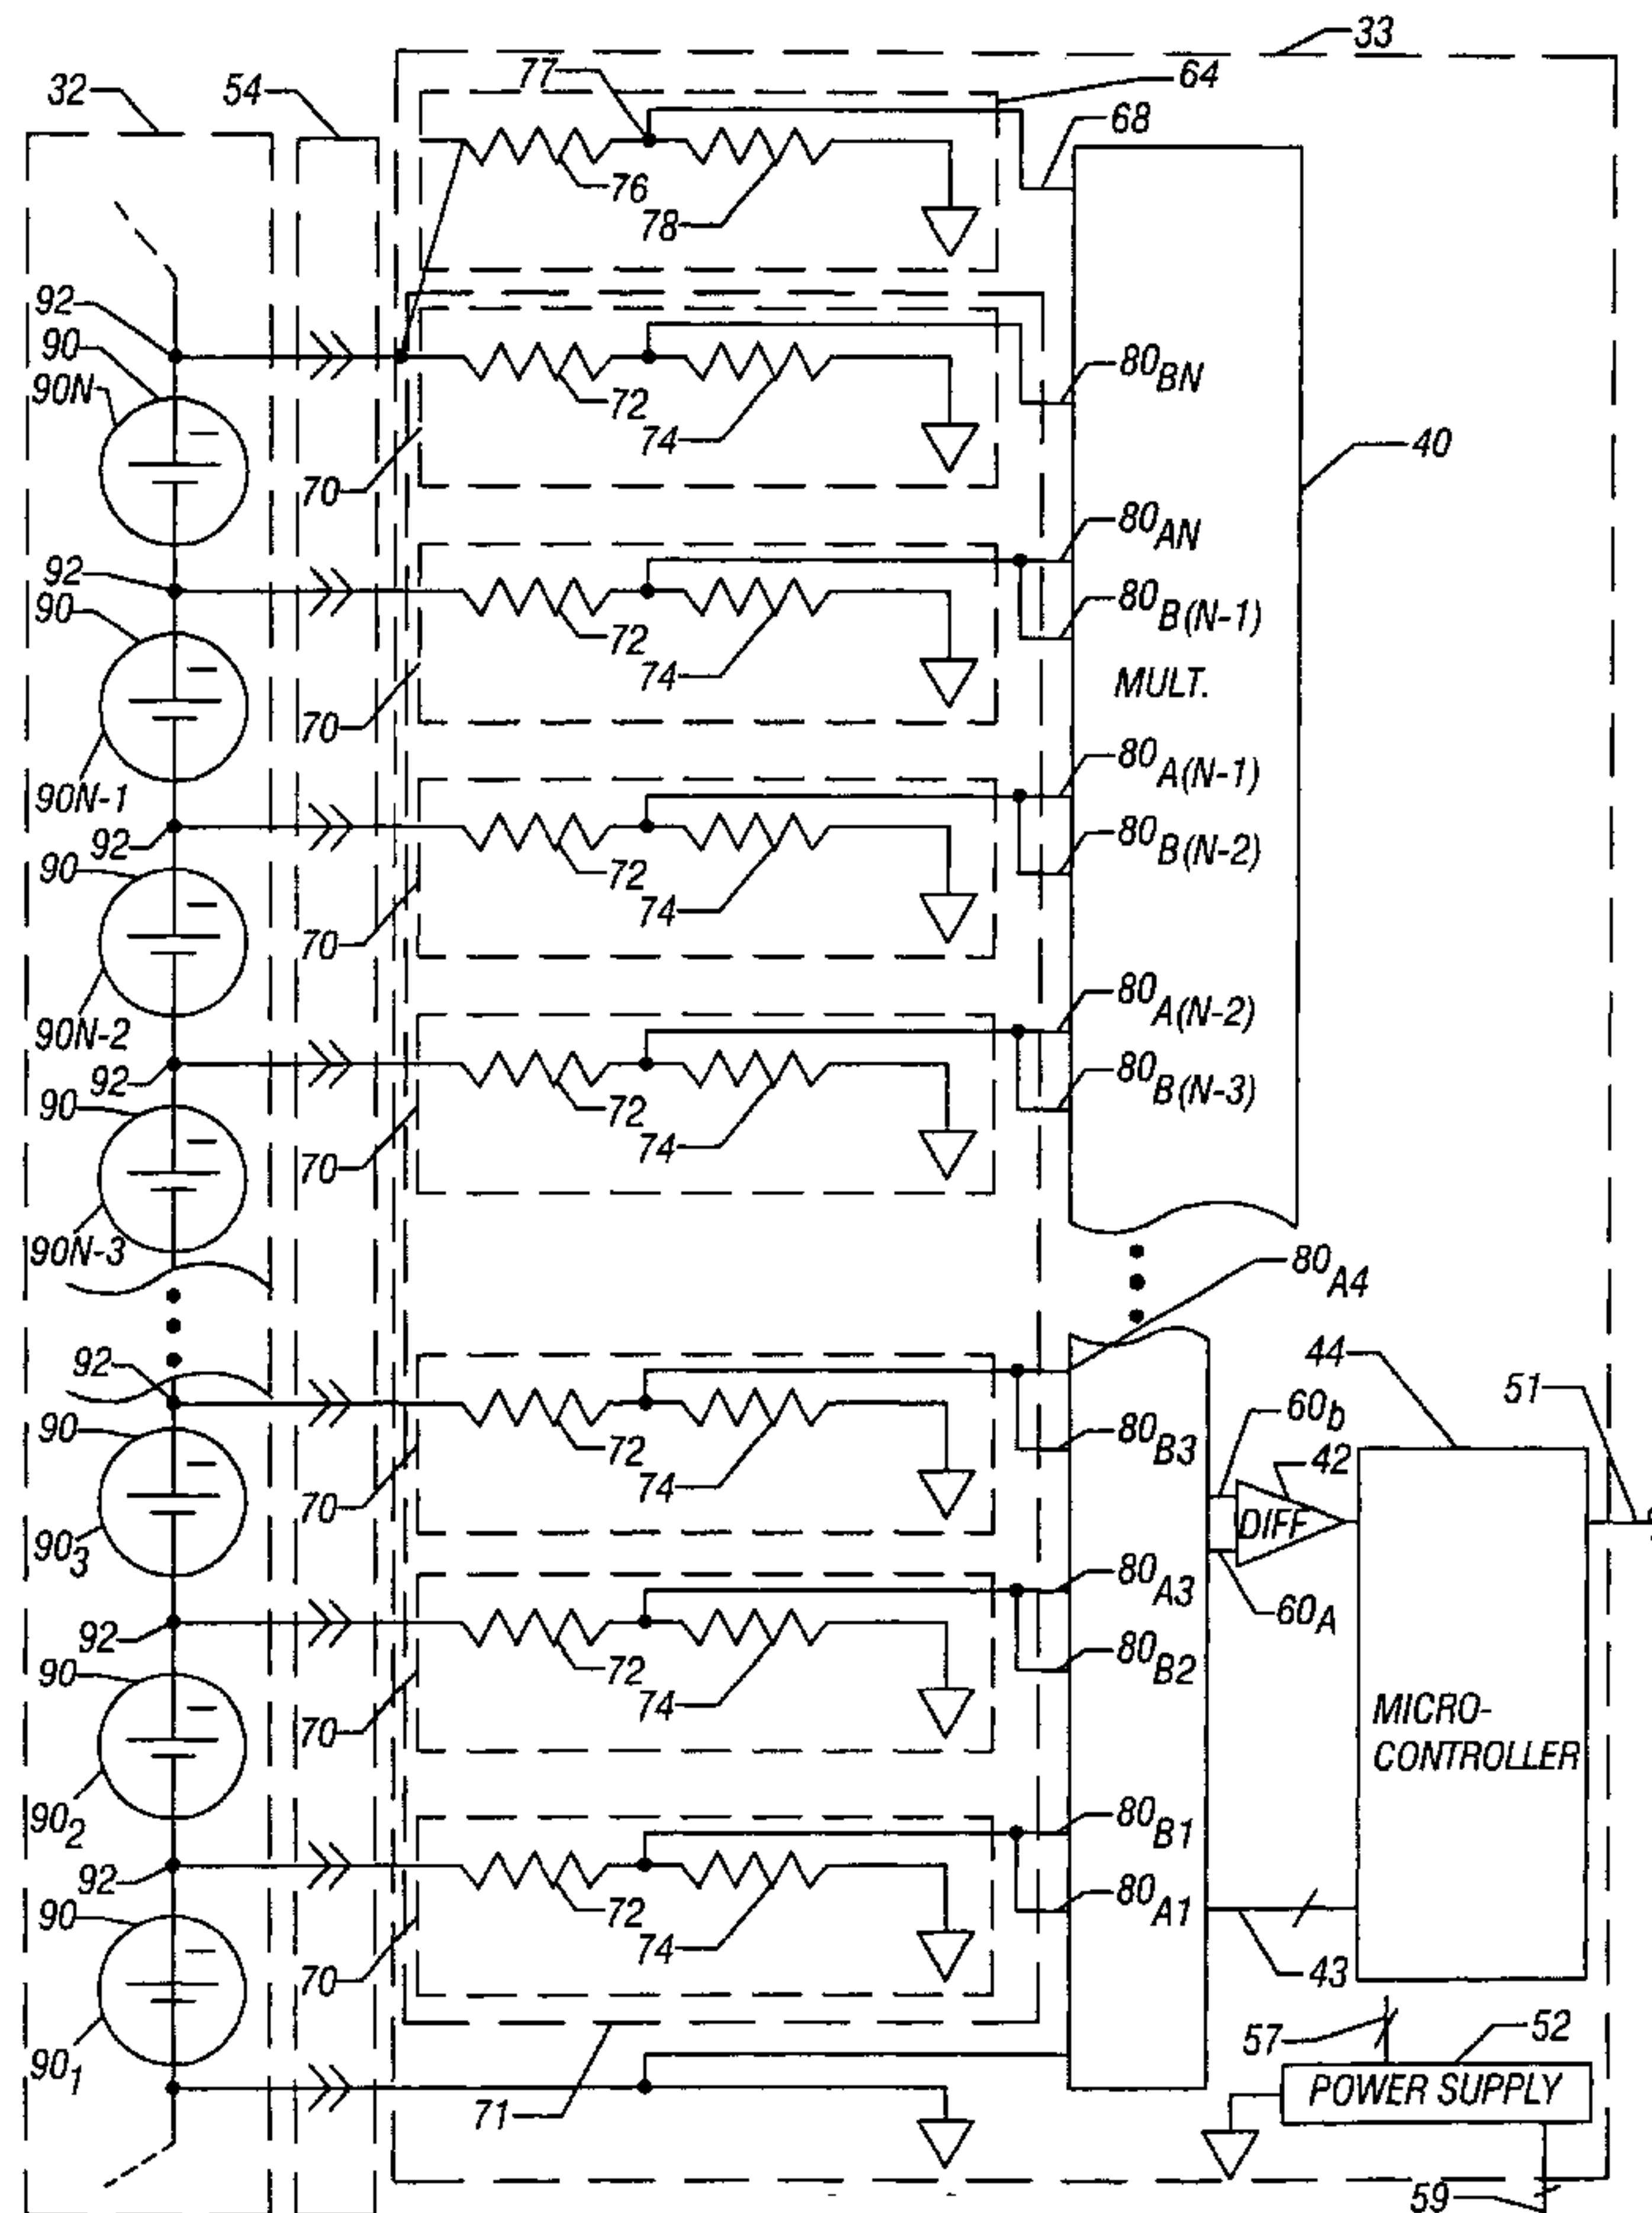 33
32
54
77
64
68
76
78
92
90
90N
80BN
72
74
70
40
80AN
92
90
80B(N-1)
72
74
MULT.
70
90N-1
80A(N-1)
92
90
80B(N-2)
72
74
70
90N-2
80A(N-2)
92
90
80B(N-3)
72
74
70
90N-3
80A4
92
44
51
90
60b
42
80B3
72
74
70
DIFF
903
80A3
60A
92
90
80B2
72
74
70
MICRO-
CONTROLLER
902
80B1
92
90
80A1
72
74
70
43
57
52
901
POWER SUPPLY
71
59